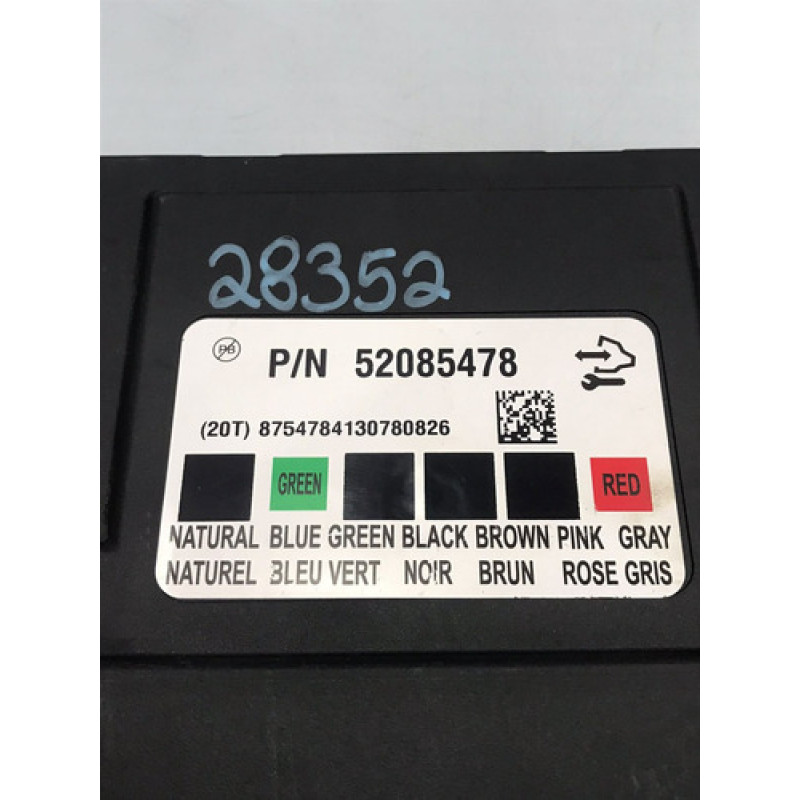 28352
PB
P/N 52085478
(20T) 8754784130780826
GREEN RED
NATURAL BLUE GREEN BLACK BROWN PINK GRAY
NATUREL BLEU VERT NOIR BRUN ROSE GRIS